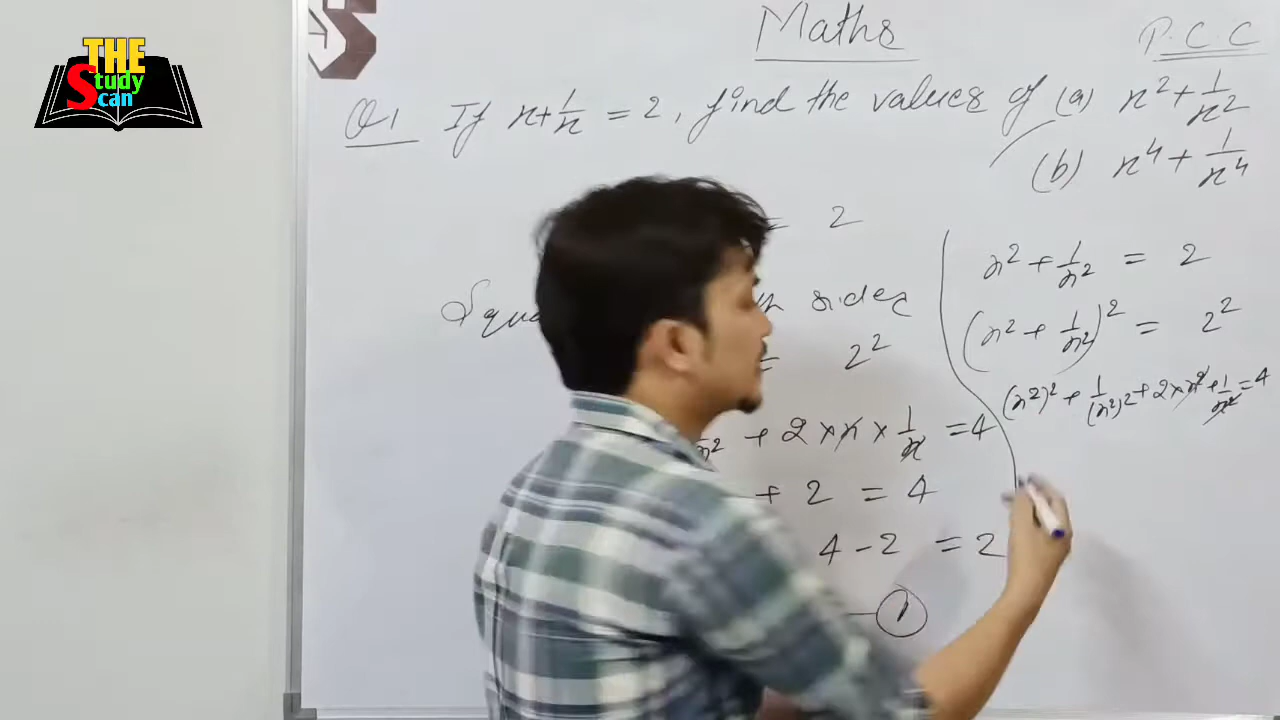 THE
Study
Scan
Maths
P.C.C
Q1 If x+1/x = 2, find the values of (a) x²+1/x²
(b) x⁴+1/x⁴
= 2
sides
= 2²
+ 2 × x × 1/x = 4
+ 2 = 4
4 - 2 = 2
1
x² + 1/x² = 2
(x² + 1/x²)² = 2²
(x²)² + 1/(x²)² + 2 × x² + 1/x² = 4